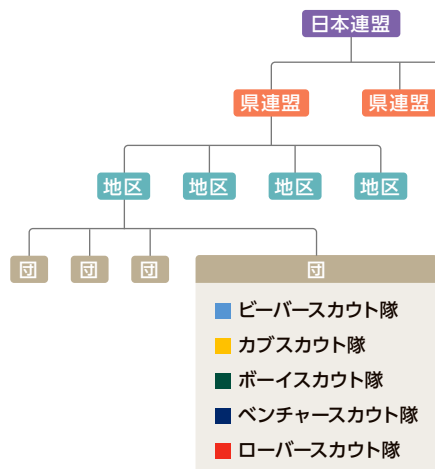 日本連盟
県連盟 県連盟
地区 地区 地区 地区
団 団 団 団
ビーバースカウト隊
カブスカウト隊
ボーイスカウト隊
ベンチャースカウト隊
ローバースカウト隊